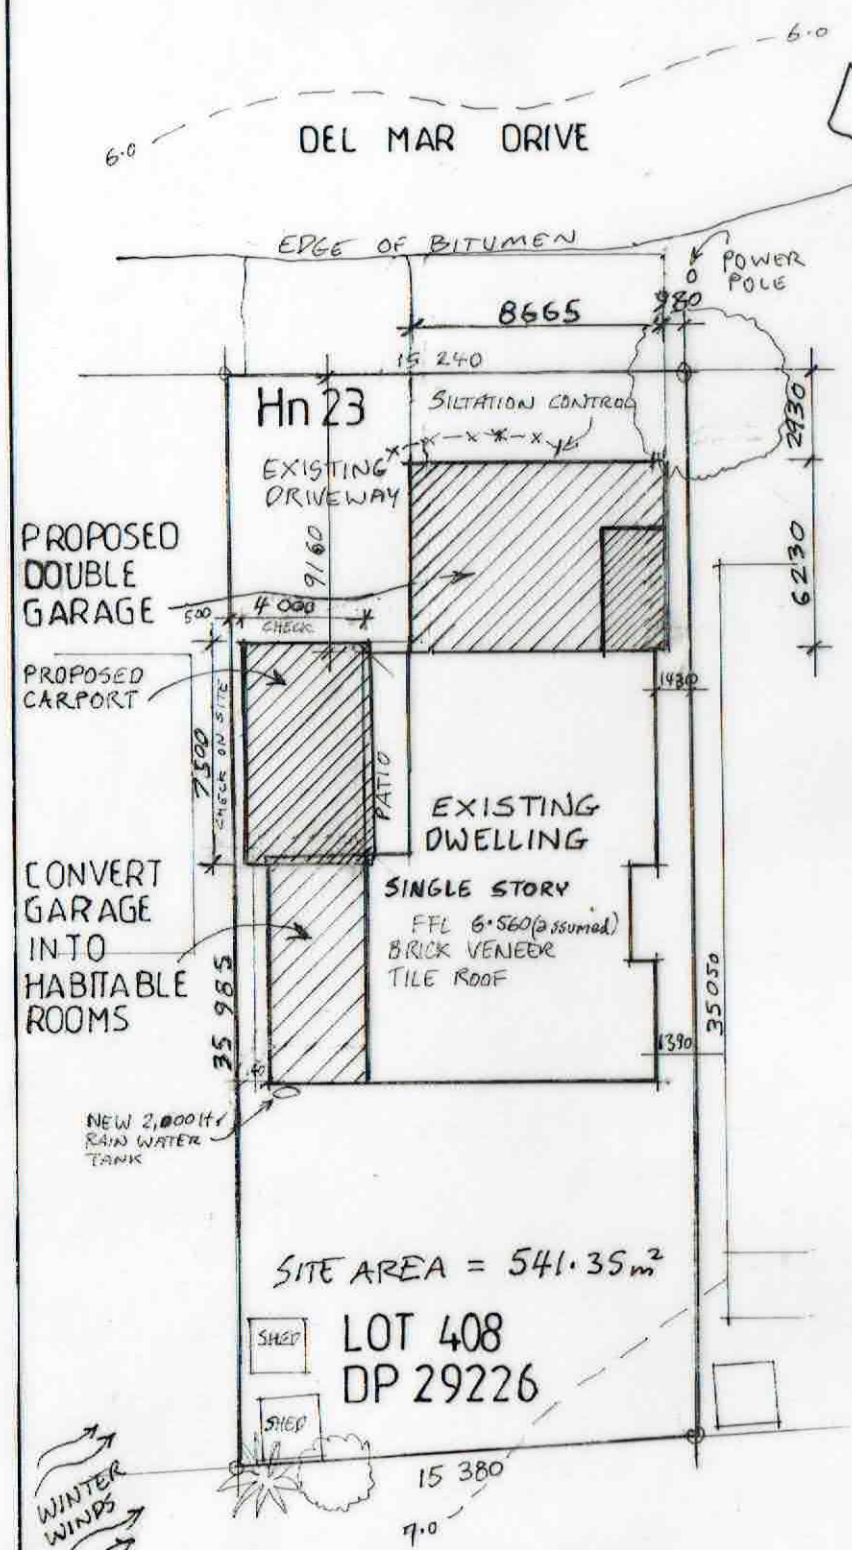 6.0
6.0
DEL MAR DRIVE
EDGE OF BITUMEN
POWER
POLE
8665
980
15 240
Hn 23
SILTATION CONTROL
2930
EXISTING
DRIVEWAY
9160
6230
PROPOSED
DOUBLE
GARAGE
500
4 000
CHECK
PROPOSED
CARPORT
7500
CHECK ON SITE
PATIO
1430
EXISTING
DWELLING
SINGLE STORY
FFL 6.560 (assumed)
BRICK VENEER
TILE ROOF
CONVERT
GARAGE
INTO
HABITABLE
ROOMS
35 985
35050
1390
NEW 2,000 ltr
RAIN WATER
TANK
SITE AREA = 541.35 m²
SHED
LOT 408
DP 29226
SHED
15 380
7.0
WINTER
WINDS